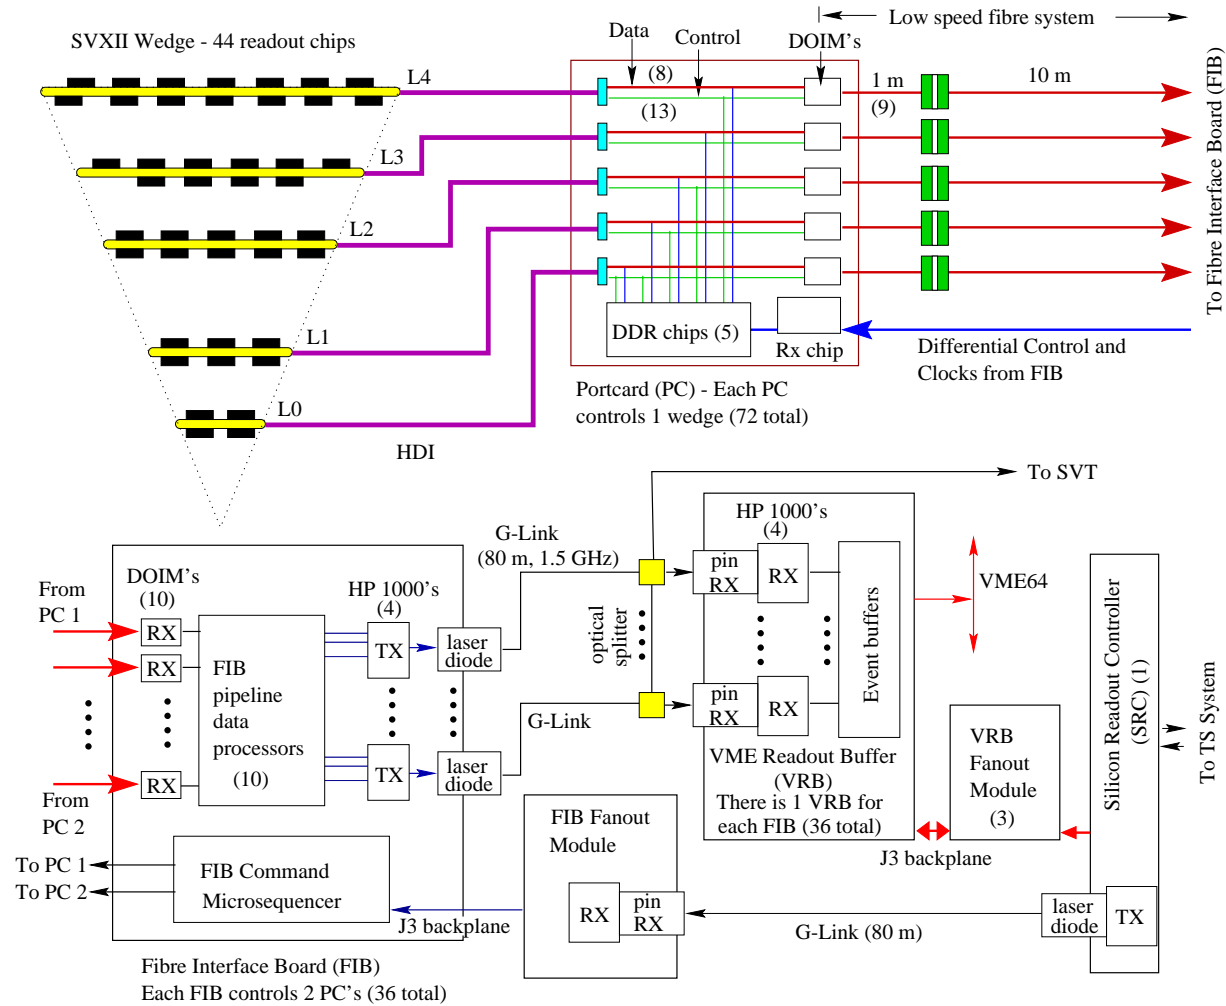 SVXII Wedge - 44 readout chips
L4
L3
L2
L1
L0
HDI
Data
Control
DOIM's
Low speed fibre system
(8)
(13)
1 m
(9)
10 m
To Fibre Interface Board (FIB)
DDR chips (5)
Rx chip
Differential Control and
Clocks from FIB
Portcard (PC) - Each PC
controls 1 wedge (72 total)
To SVT
G-Link
(80 m, 1.5 GHz)
HP 1000's
(4)
pin
RX
RX
Event buffers
VME64
optical
splitter
pin
RX
RX
G-Link
VME Readout Buffer
(VRB)
There is 1 VRB for
each FIB (36 total)
From
PC 1
DOIM's
(10)
RX
RX
RX
From
PC 2
FIB
pipeline
data
processors
(10)
HP 1000's
(4)
TX
laser
diode
TX
laser
diode
VRB
Fanout
Module
(3)
J3 backplane
Silicon Readout Controller
(SRC) (1)
To TS System
To PC 1
To PC 2
FIB Command
Microsequencer
J3 backplane
FIB Fanout
Module
RX
pin
RX
G-Link (80 m)
laser
diode
TX
Fibre Interface Board (FIB)
Each FIB controls 2 PC's (36 total)